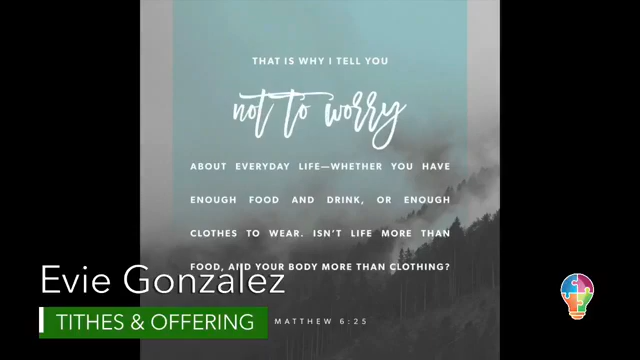 THAT IS WHY I TELL YOU
not to worry
ABOUT EVERYDAY LIFE—WHETHER YOU HAVE
ENOUGH FOOD AND DRINK, OR ENOUGH
CLOTHES TO WEAR. ISN'T LIFE MORE THAN
FOOD, AND YOUR BODY MORE THAN CLOTHING?
Evie Gonzalez
TITHES & OFFERING
MATTHEW 6:25